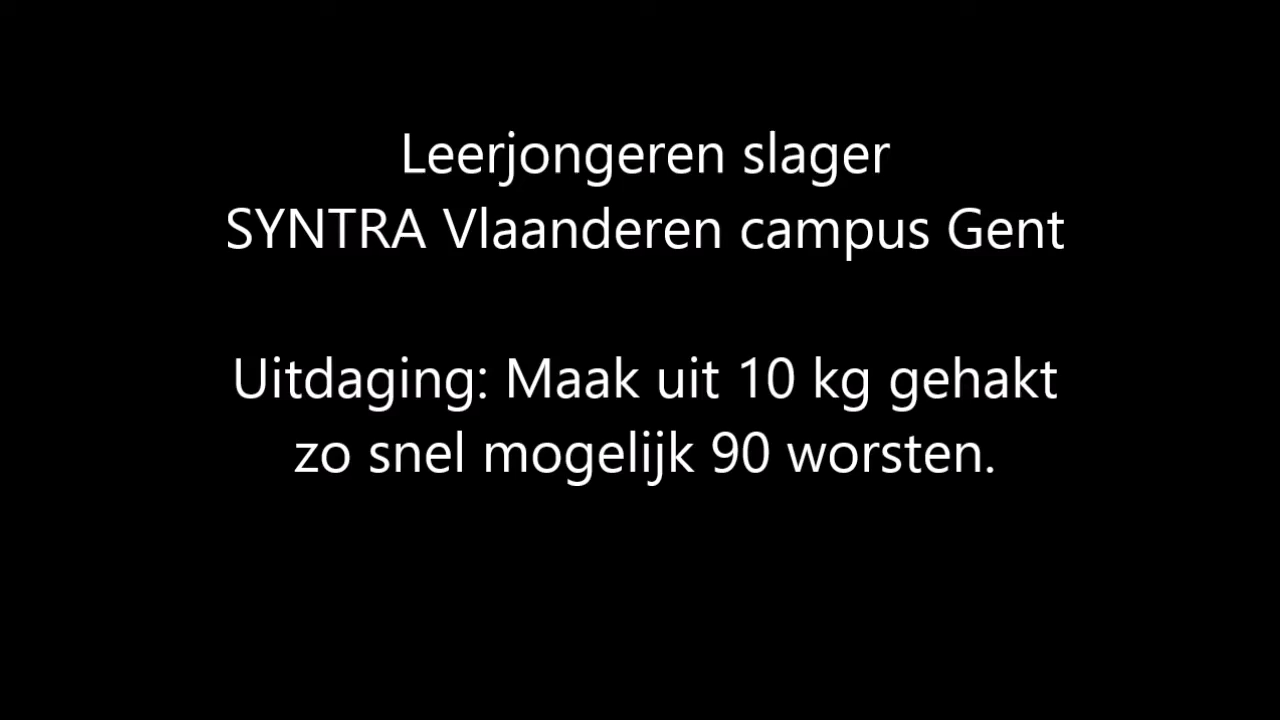 Leerjongeren slager
SYNTRA Vlaanderen campus Gent
Uitdaging: Maak uit 10 kg gehakt
zo snel mogelijk 90 worsten.